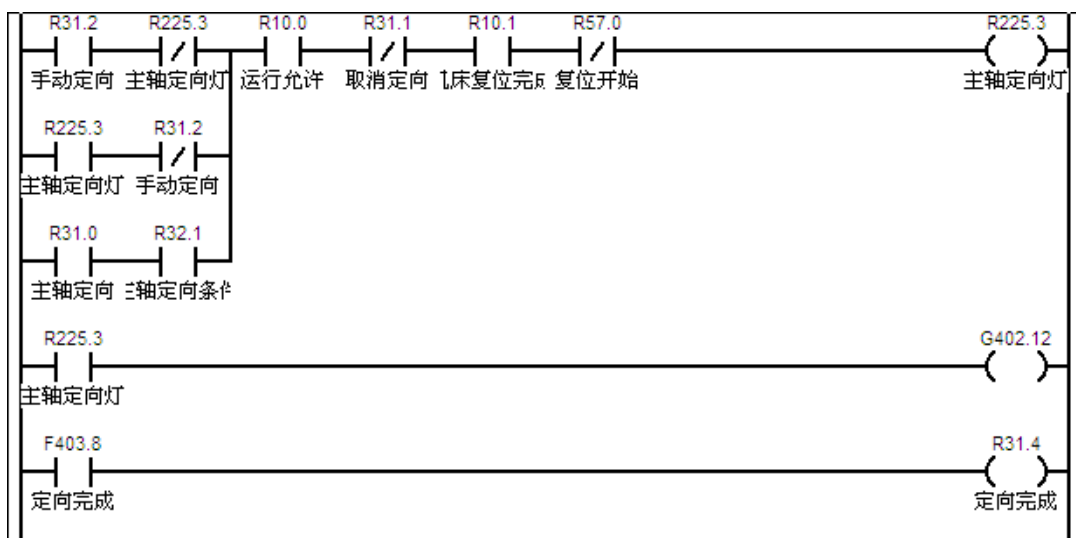 R31.2 R225.3 R10.0 R31.1 R10.1 R57.0 R225.3
手动定向 主轴定向灯 运行允许 取消定向 床复位完 复位开始 主轴定向灯
R225.3 R31.2
主轴定向灯 手动定向
R31.0 R32.1
主轴定向 轴定向条件
R225.3 G402.12
主轴定向灯
F403.8 R31.4
定向完成 定向完成